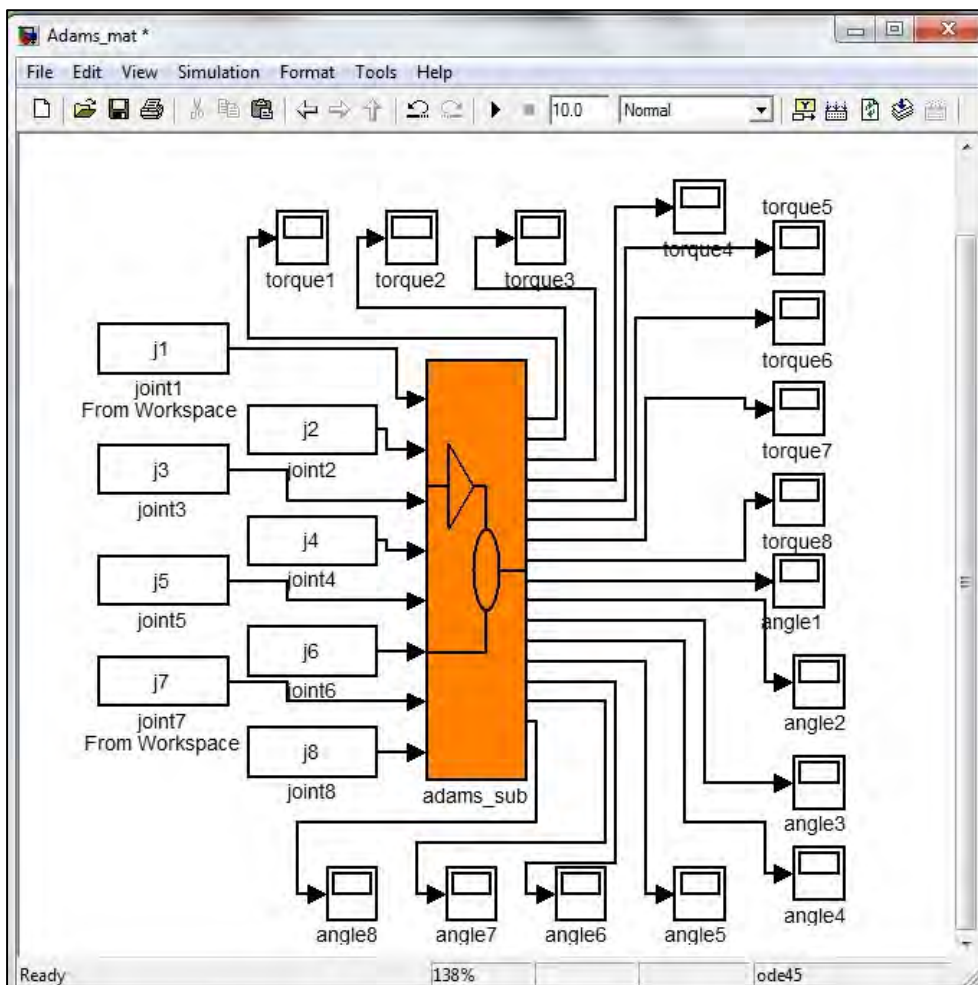 Adams_mat *
File Edit View Simulation Format Tools Help
10.0 Normal
torque5
torque4
torque1 torque2 torque3
torque6
j1
joint1
From Workspace
torque7
j2
joint2
j3
joint3
torque8
j4
joint4
j5
joint5
angle1
j6
joint6
j7
joint7
From Workspace
angle2
j8
joint8
adams_sub
angle3
angle4
angle8 angle7 angle6 angle5
Ready 138% ode45